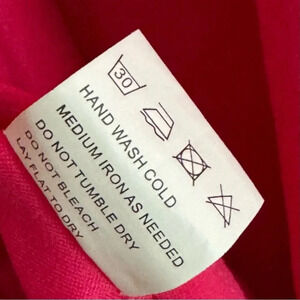 30
HAND WASH COLD
MEDIUM IRON AS NEEDED
DO NOT TUMBLE DRY
DO NOT BLEACH
LAY FLAT TO DRY